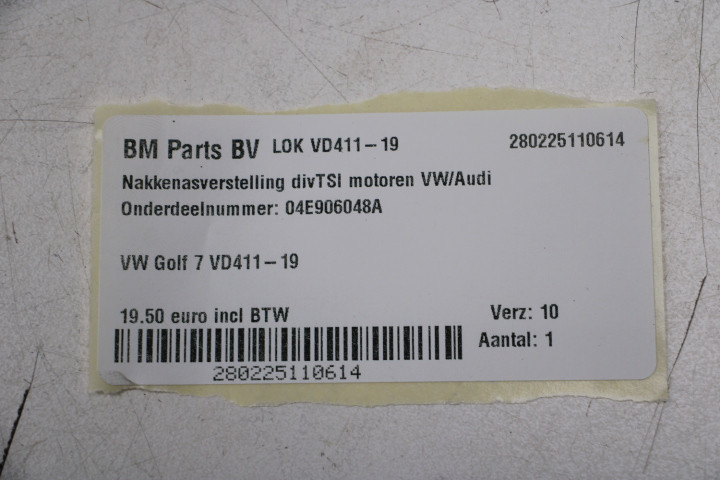 BM Parts BV LOK VD411-19 280225110614
Nakkenasverstelling divTSI motoren VW/Audi
Onderdeelnummer: 04E906048A
VW Golf 7 VD411-19
19.50 euro incl BTW Verz: 10
Aantal: 1
280225110614